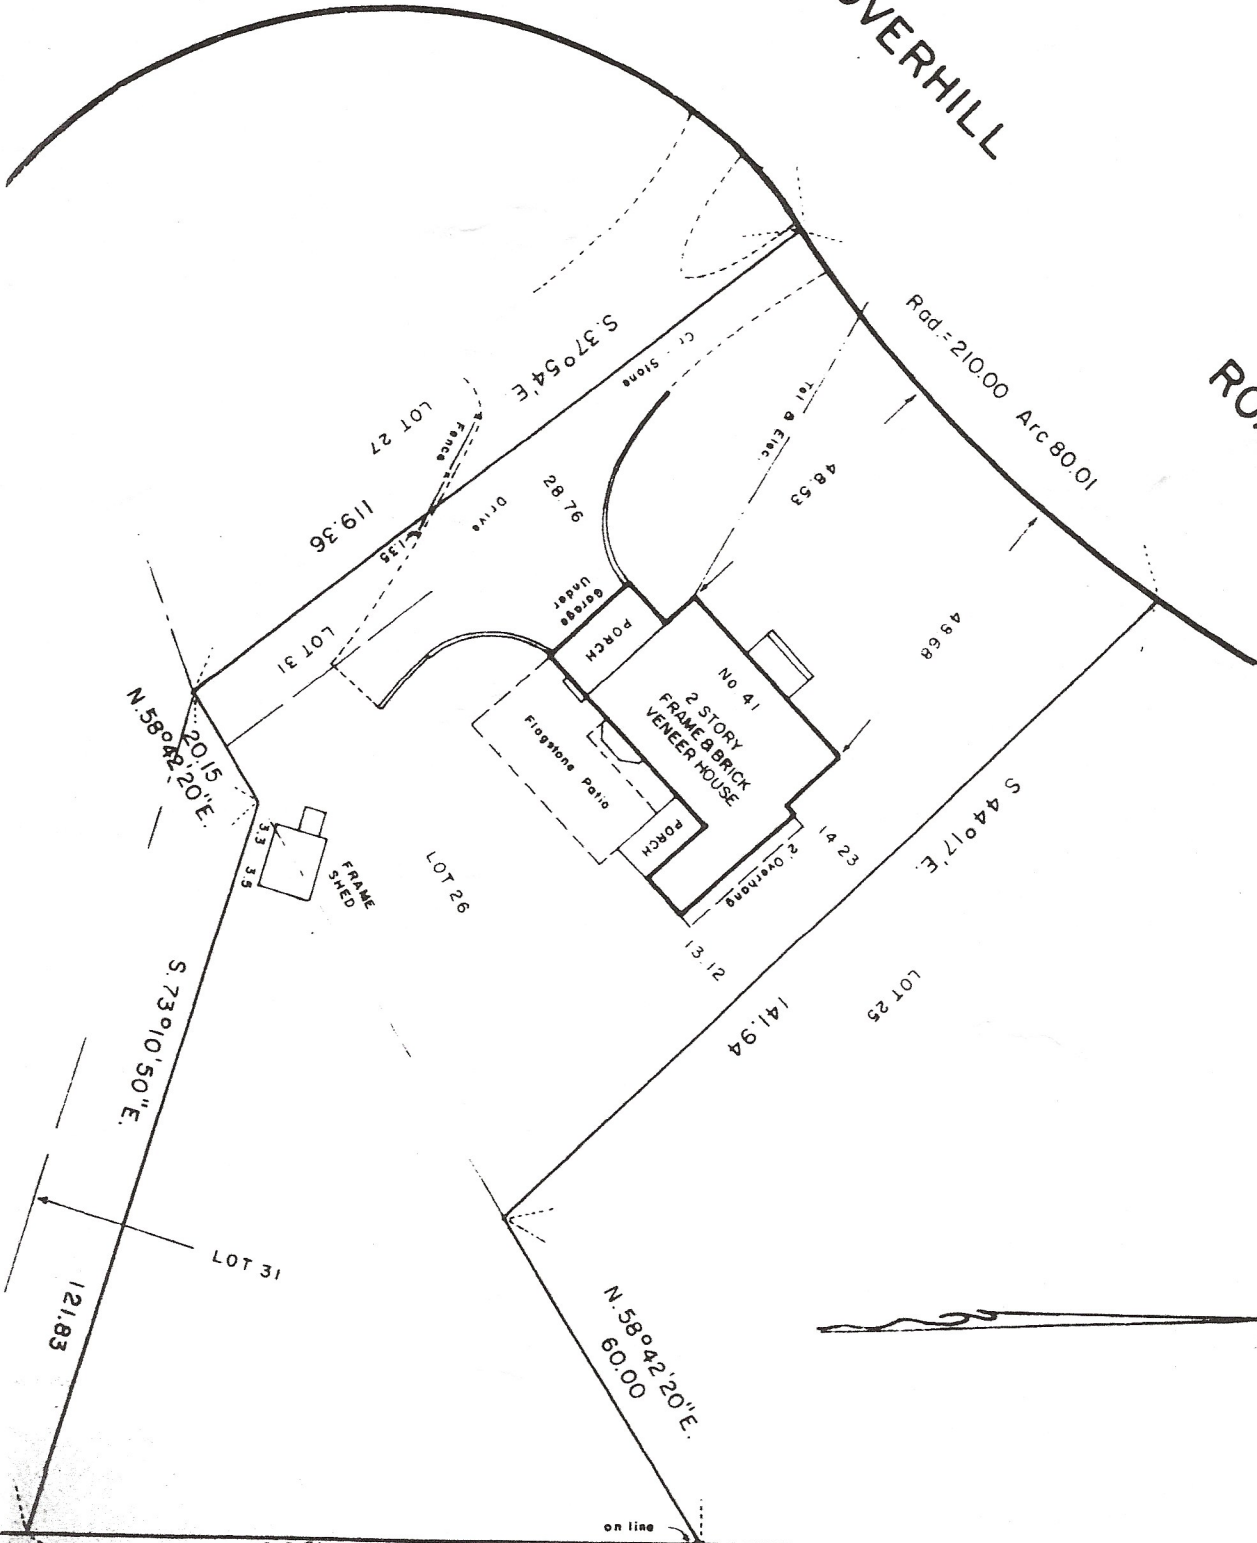 OVERHILL
Rad.=210.00 Arc 80.01
S.37°54'E.
Cr. Stone
LOT 27
Fence
119.36
1.35
Drive
28.76
Tel & Elec.
48.53
49.68
Garage
Under
PORCH
No 41
2 STORY
FRAME & BRICK
VENEER HOUSE
Flagstone Patio
PORCH
2' Overhang
14.23
13.12
S 44°17'E.
141.94
LOT 25
LOT 31
N.58°42'20"E.
20.15
3.3
3.5
FRAME
SHED
LOT 26
S.73°10'50"E.
121.83
LOT 31
N.58°42'20"E.
60.00
on line